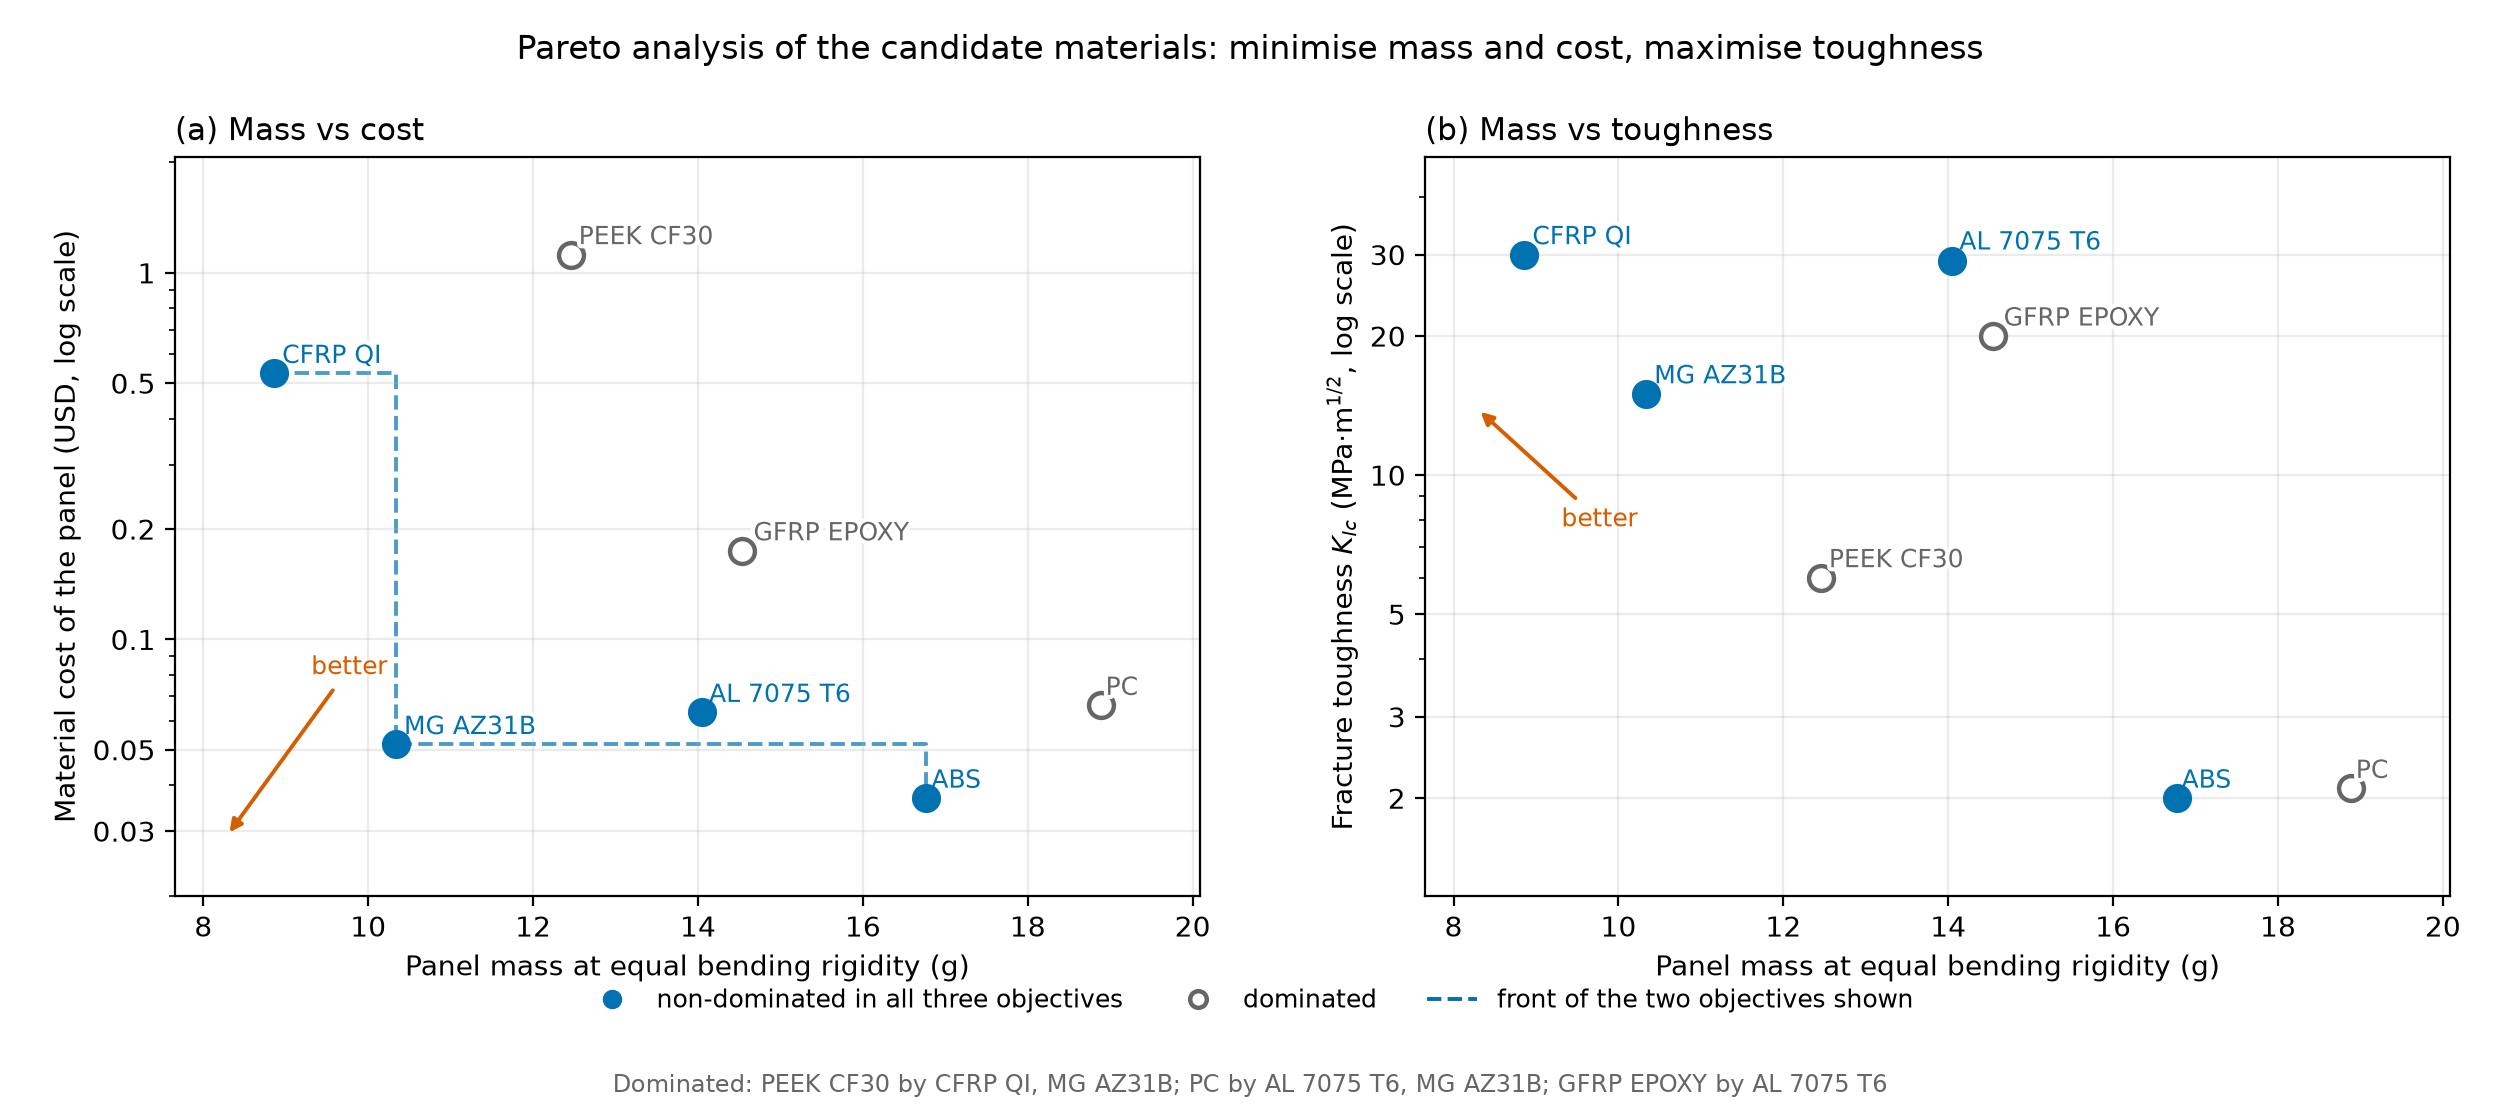 Pareto analysis of the candidate materials: minimise mass and cost, maximise toughness
(a) Mass vs cost
Material cost of the panel (USD, log scale)
1
0.5
0.2
0.1
0.05
0.03
PEEK CF30
CFRP QI
GFRP EPOXY
better
AL 7075 T6
PC
MG AZ31B
ABS
8 10 12 14 16 18 20
Panel mass at equal bending rigidity (g)
(b) Mass vs toughness
Fracture toughness K_Ic (MPa·m^1/2, log scale)
30
20
10
5
3
2
CFRP QI
AL 7075 T6
GFRP EPOXY
MG AZ31B
better
PEEK CF30
PC
ABS
8 10 12 14 16 18 20
Panel mass at equal bending rigidity (g)
non-dominated in all three objectives
dominated
front of the two objectives shown
Dominated: PEEK CF30 by CFRP QI, MG AZ31B; PC by AL 7075 T6, MG AZ31B; GFRP EPOXY by AL 7075 T6